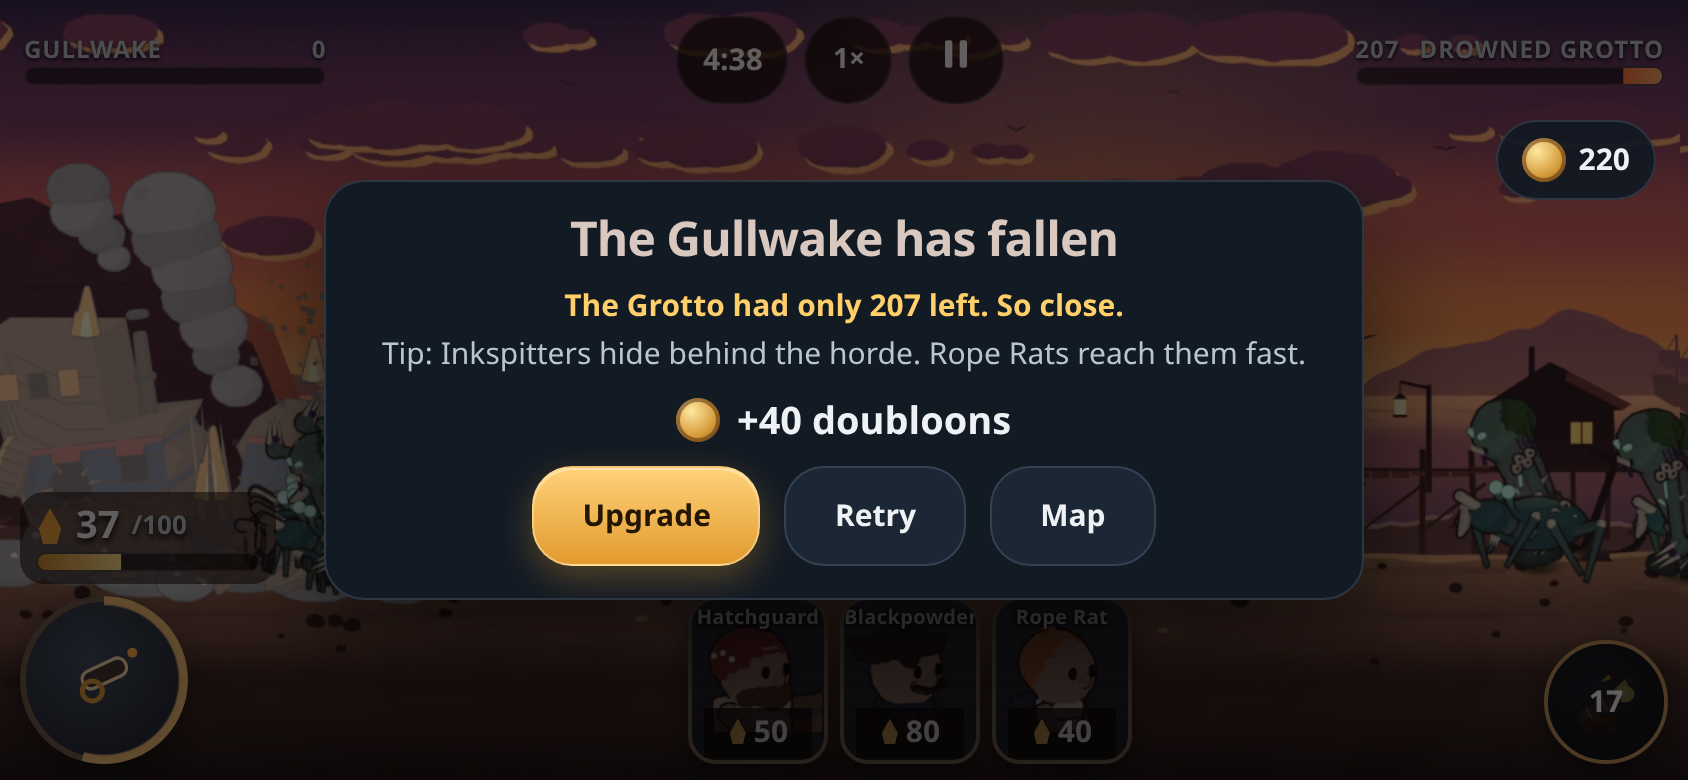 GULLWAKE 0
4:38
1×
207 DROWNED GROTTO
220
The Gullwake has fallen
The Grotto had only 207 left. So close.
Tip: Inkspitters hide behind the horde. Rope Rats reach them fast.
+40 doubloons
Upgrade
Retry
Map
37 /100
Hatchguard
Blackpowder
Rope Rat
50
80
40
17